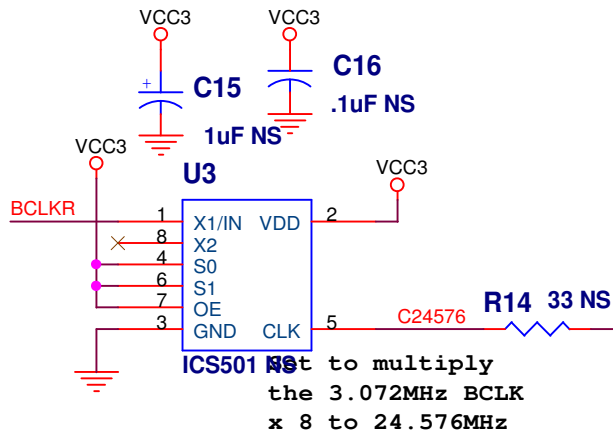 VCC3
VCC3
C15
C16
+
1uF NS
.1uF NS
VCC3
U3
VCC3
BCLKR
1 X1/IN VDD 2
8 X2
4 S0
6 S1
7 OE
3 GND CLK 5
C24576
R14 33 NS
ICS501 NS
Set to multiply
the 3.072MHz BCLK
x 8 to 24.576MHz